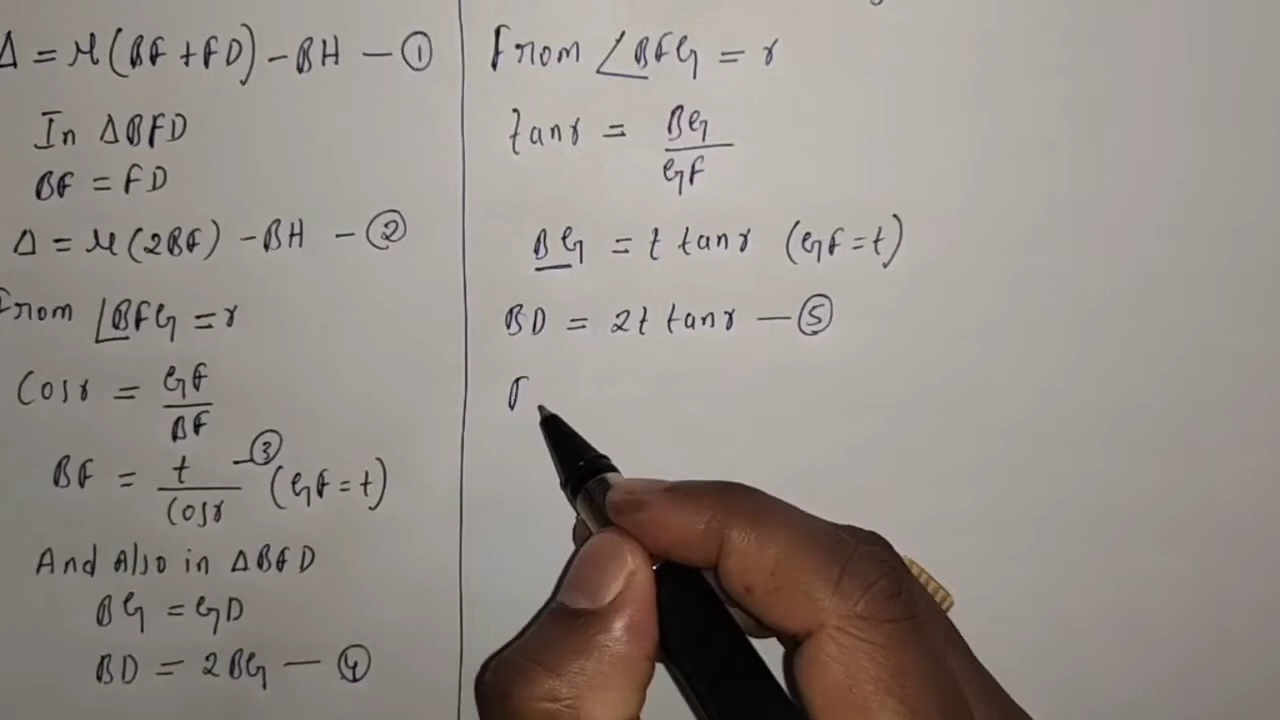 Δ = μ(BF + FD) - BH - ①
In ΔBFD
BF = FD
Δ = μ(2BF) - BH - ②
From ∠BFG = r
Cos r = GF / BF
BF = t / Cos r - ③ (GF = t)
And Also in ΔBFD
BG = GD
BD = 2BG - ④
From ∠BFG = r
tan r = BG / GF
BG = t tan r (GF = t)
BD = 2t tan r - ⑤